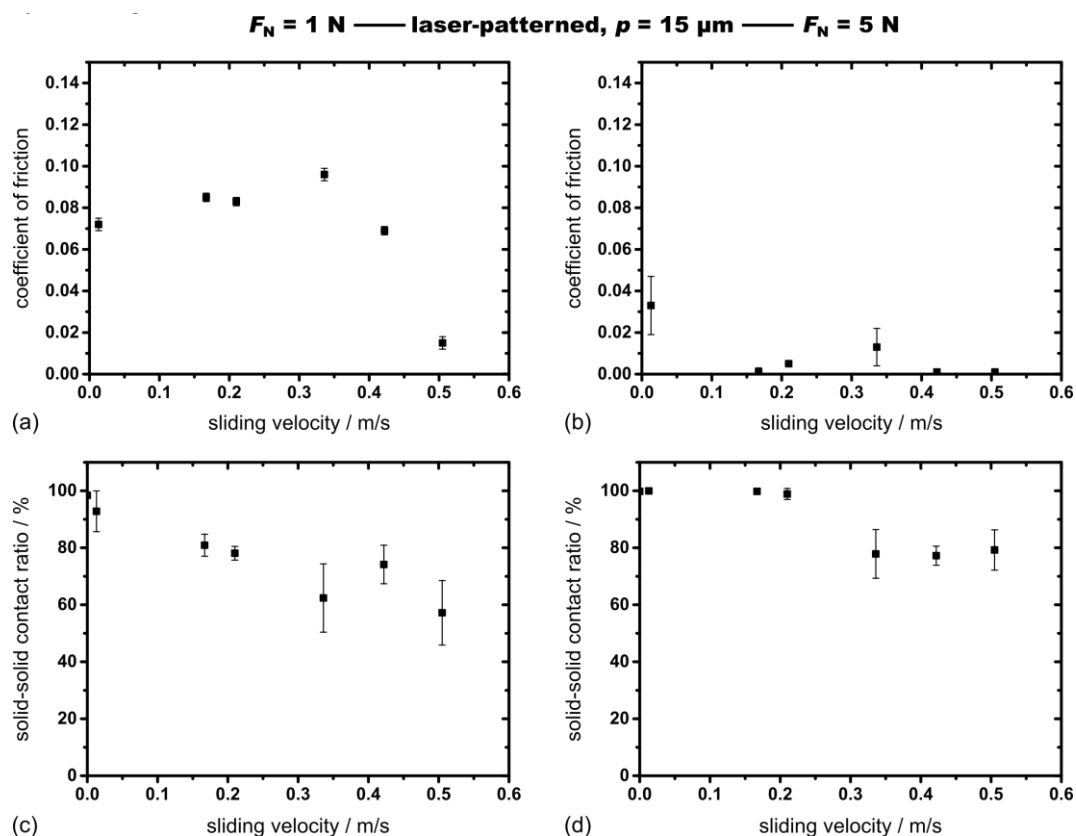 F_N = 1 N — laser-patterned, p = 15 µm — F_N = 5 N
coefficient of friction
0.14
0.12
0.10
0.08
0.06
0.04
0.02
0.00
0.0 0.1 0.2 0.3 0.4 0.5 0.6
(a) sliding velocity / m/s
coefficient of friction
0.14
0.12
0.10
0.08
0.06
0.04
0.02
0.00
0.0 0.1 0.2 0.3 0.4 0.5 0.6
(b) sliding velocity / m/s
solid-solid contact ratio / %
100
80
60
40
20
0
0.0 0.1 0.2 0.3 0.4 0.5 0.6
(c) sliding velocity / m/s
solid-solid contact ratio / %
100
80
60
40
20
0
0.0 0.1 0.2 0.3 0.4 0.5 0.6
(d) sliding velocity / m/s